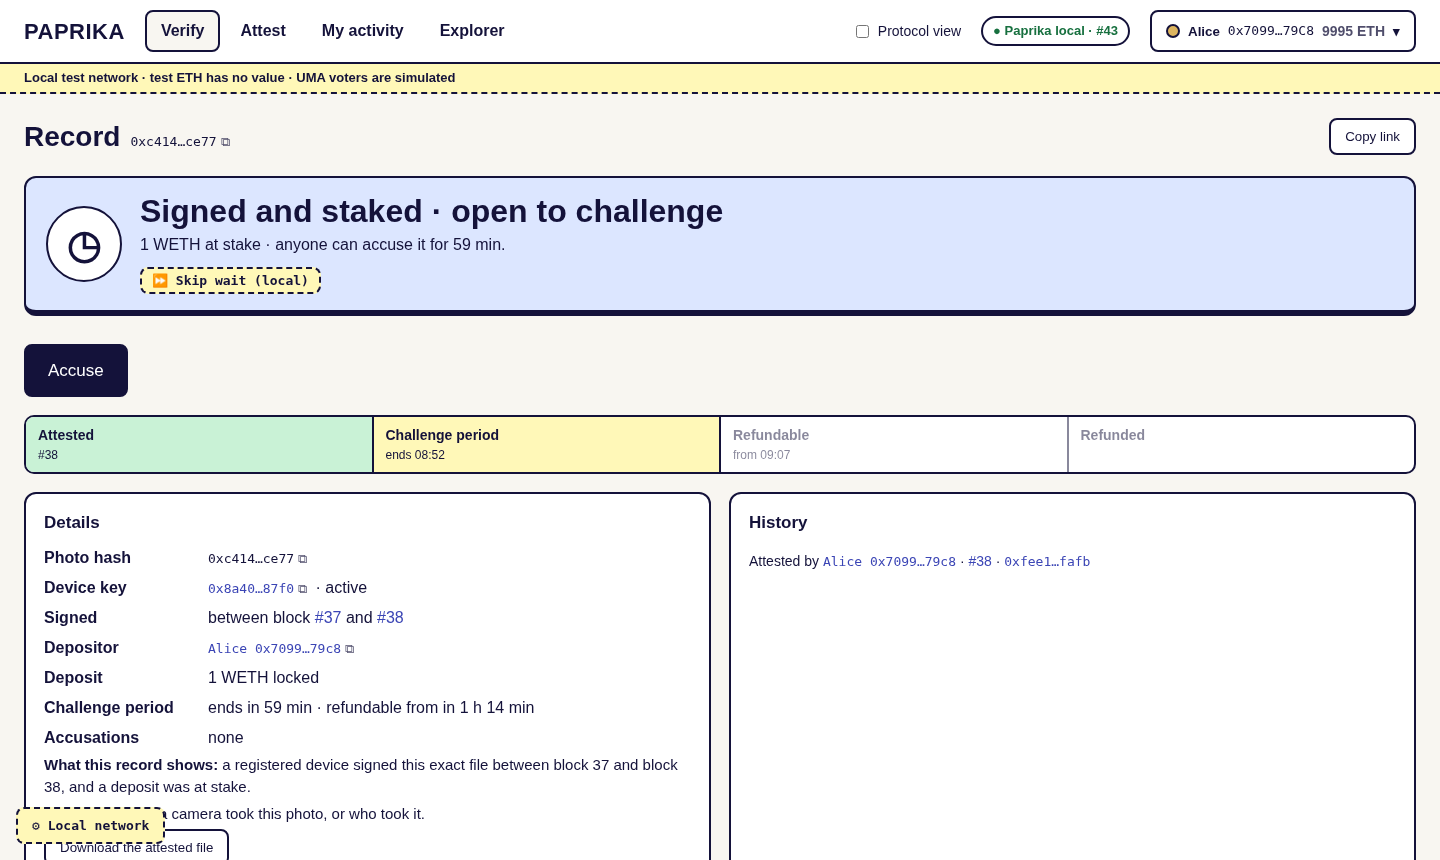 PAPRIKA Verify Attest My activity Explorer Protocol view ● Paprika local · #43 Alice 0x7099…79C8 9995 ETH ▾
Local test network · test ETH has no value · UMA voters are simulated
Record 0xc414…ce77 ⧉ Copy link
Signed and staked · open to challenge
1 WETH at stake · anyone can accuse it for 59 min.
⏩ Skip wait (local)
Accuse
Attested Challenge period Refundable Refunded
#38 ends 08:52 from 09:07
Details History
Photo hash 0xc414…ce77 ⧉ Attested by Alice 0x7099…79c8 · #38 · 0xfee1…fafb
Device key 0x8a40…87f0 ⧉ · active
Signed between block #37 and #38
Depositor Alice 0x7099…79c8 ⧉
Deposit 1 WETH locked
Challenge period ends in 59 min · refundable from in 1 h 14 min
Accusations none
What this record shows: a registered device signed this exact file between block 37 and block
38, and a deposit was at stake.
camera took this photo, or who took it.
⚙ Local network
Download the attested file